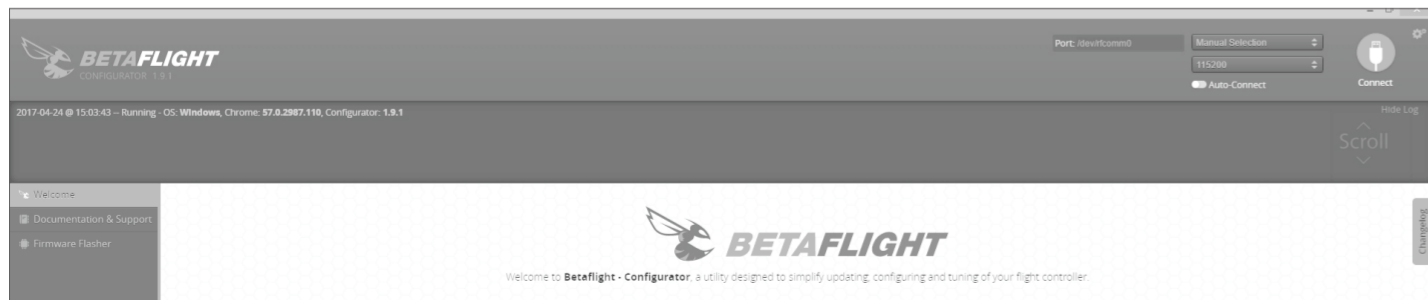 BETAFLIGHT
CONFIGURATOR 1.9.1
Port: /dev/rfcomm0
Manual Selection
115200
Auto-Connect
Connect
2017-04-24 @ 15:03:43 -- Running - OS: Windows, Chrome: 57.0.2987.110, Configurator: 1.9.1
Hide Log
Scroll
Welcome
Documentation & Support
Firmware Flasher
BETAFLIGHT
Welcome to Betaflight - Configurator, a utility designed to simplify updating, configuring and tuning of your flight controller.
Changelog